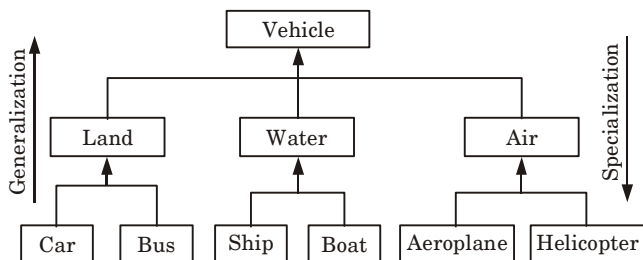 Vehicle
Generalization
Specialization
Land
Water
Air
Car
Bus
Ship
Boat
Aeroplane
Helicopter